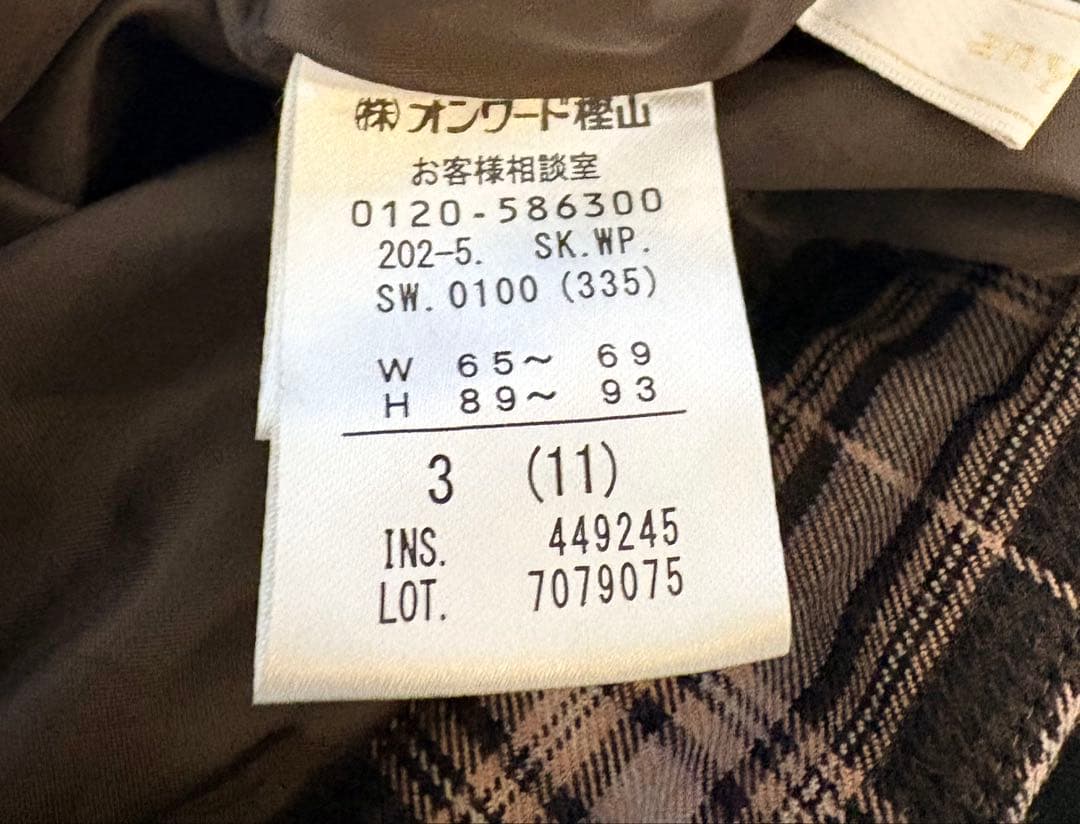 ㈱オンワード樫山
お客様相談室
0120-586300
202-5. SK.WP.
SW.0100 (335)
W 65～ 69
H 89～ 93
3 (11)
INS. 449245
LOT. 7079075